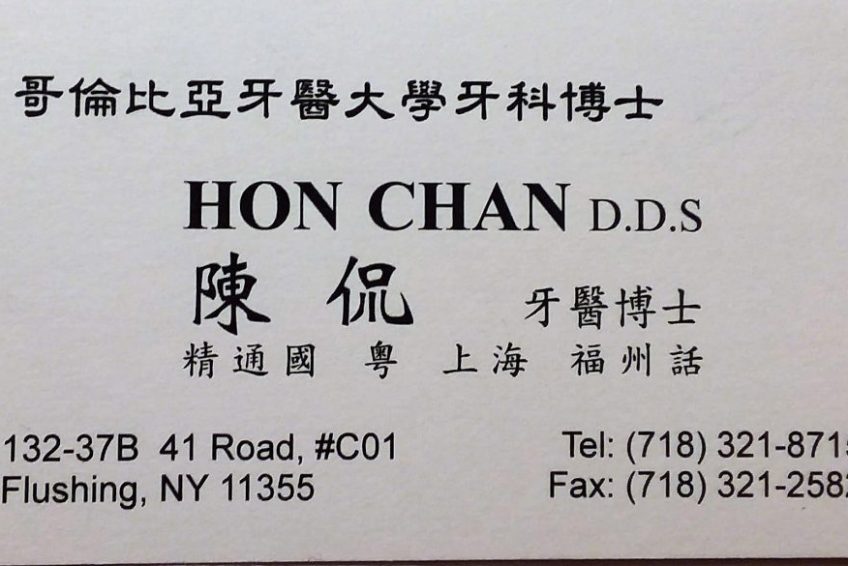 哥倫比亞牙醫大學牙科博士
HON CHAN D.D.S
陳 侃 牙醫博士
精通國 粵 上海 福州話
132-37B 41 Road, #C01 Tel: (718) 321-8715
Flushing, NY 11355 Fax: (718) 321-2582